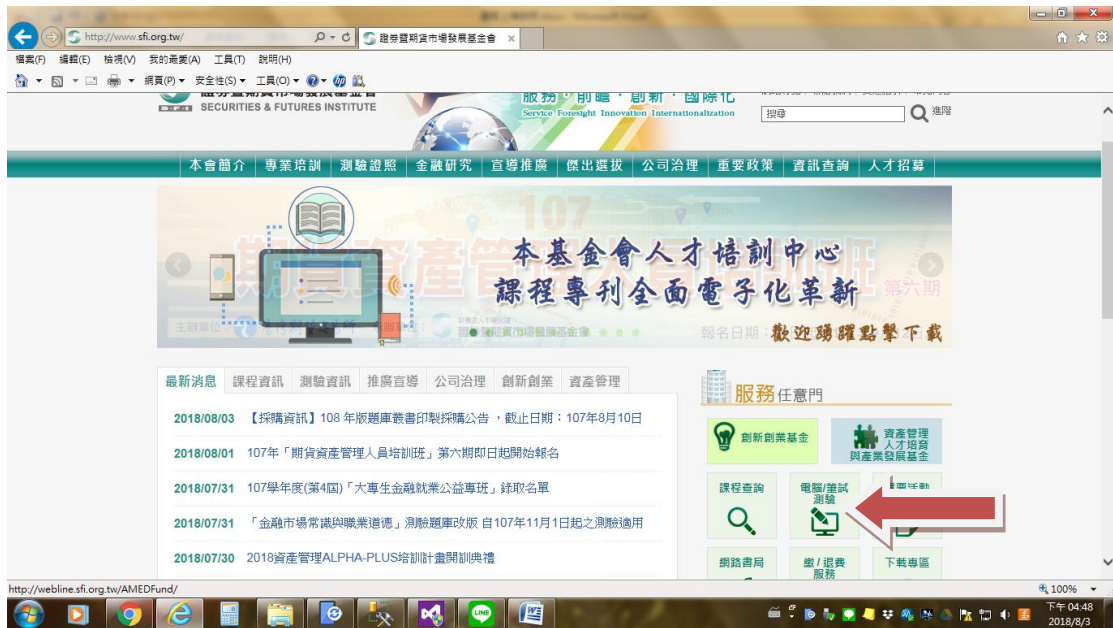 http://www.sfi.org.tw/
證券暨期貨市場發展基金會
檔案(F) 編輯(E) 檢視(V) 我的最愛(A) 工具(T) 說明(H)
網頁(P) 安全性(S) 工具(O)
SECURITIES & FUTURES INSTITUTE
服務・前瞻・創新・國際化
Service Foresight Innovation Internationalization
搜尋
進階
本會簡介 專業培訓 測驗證照 金融研究 宣導推廣 傑出選拔 公司治理 重要政策 資訊查詢 人才招募
107
本基金會人才培訓中心
課程專刊全面電子化革新
第六期
主辦單位
報名日期:
歡迎踴躍點擊下載
最新消息 課程資訊 測驗資訊 推廣宣導 公司治理 創新創業 資產管理
服務任意門
2018/08/03 【採購資訊】108 年版題庫叢書印製採購公告 ,截止日期:107年8月10日
2018/08/01 107年「期貨資產管理人員培訓班」第六期即日起開始報名
2018/07/31 107學年度(第4屆)「大專生金融就業公益專班」錄取名單
2018/07/31 「金融市場常識與職業道德」測驗題庫改版 自107年11月1日起之測驗適用
2018/07/30 2018資產管理ALPHA-PLUS培訓計畫開訓典禮
創新創業基金
資產管理
人才培育
與產業發展基金
課程查詢
電腦/筆試
測驗
網路書局
繳/退費
服務
下載專區
http://webline.sfi.org.tw/AMEDFund/
100%
下午 04:48
2018/8/3